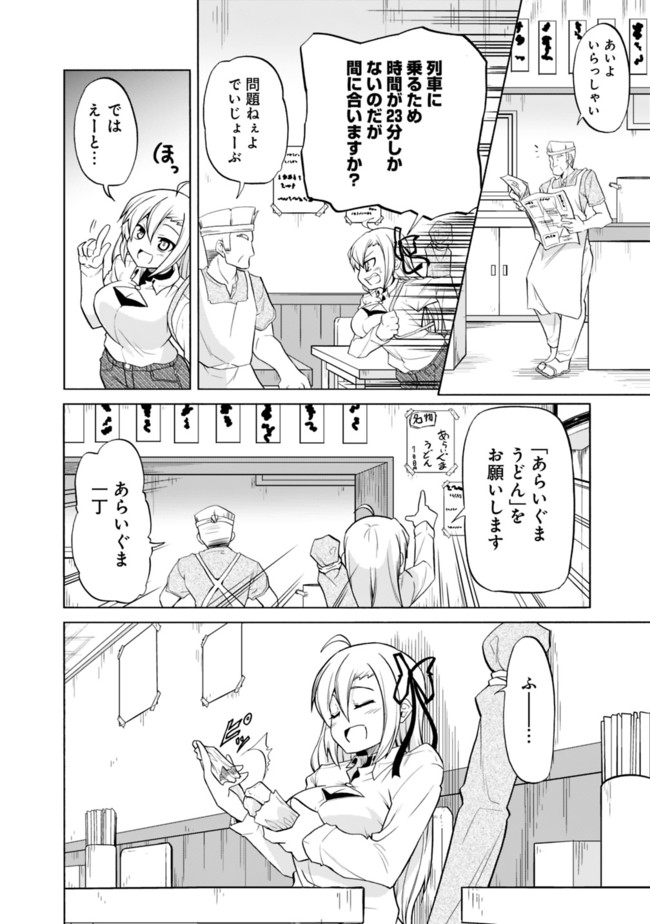 あいよ
いらっしゃい
列車に
乗るため
時間が23分しか
ないのだが
間に合いますか？
問題ねぇよ
でいじょーぶ
ほっ
では
えーと…
「あらいぐま
うどん」を
お願いします
名物
あらいぐま
うどん
あらいぐま
一丁
ふ――…